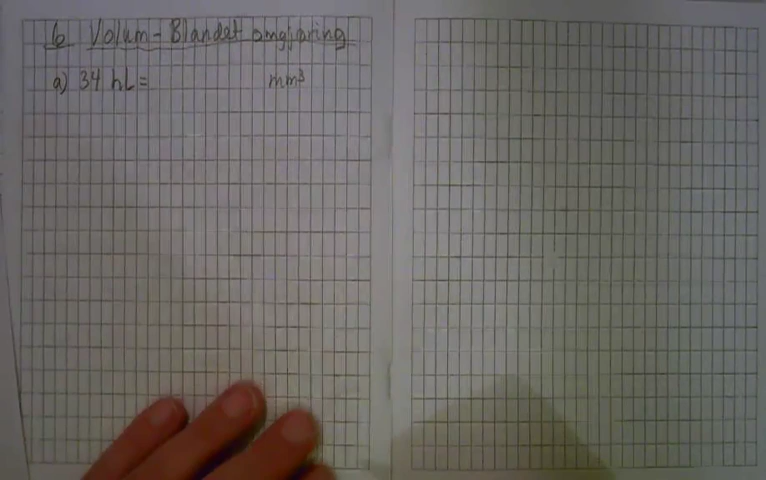 6 Volum - Blandet omgjøring
a) 34 hL = mm³